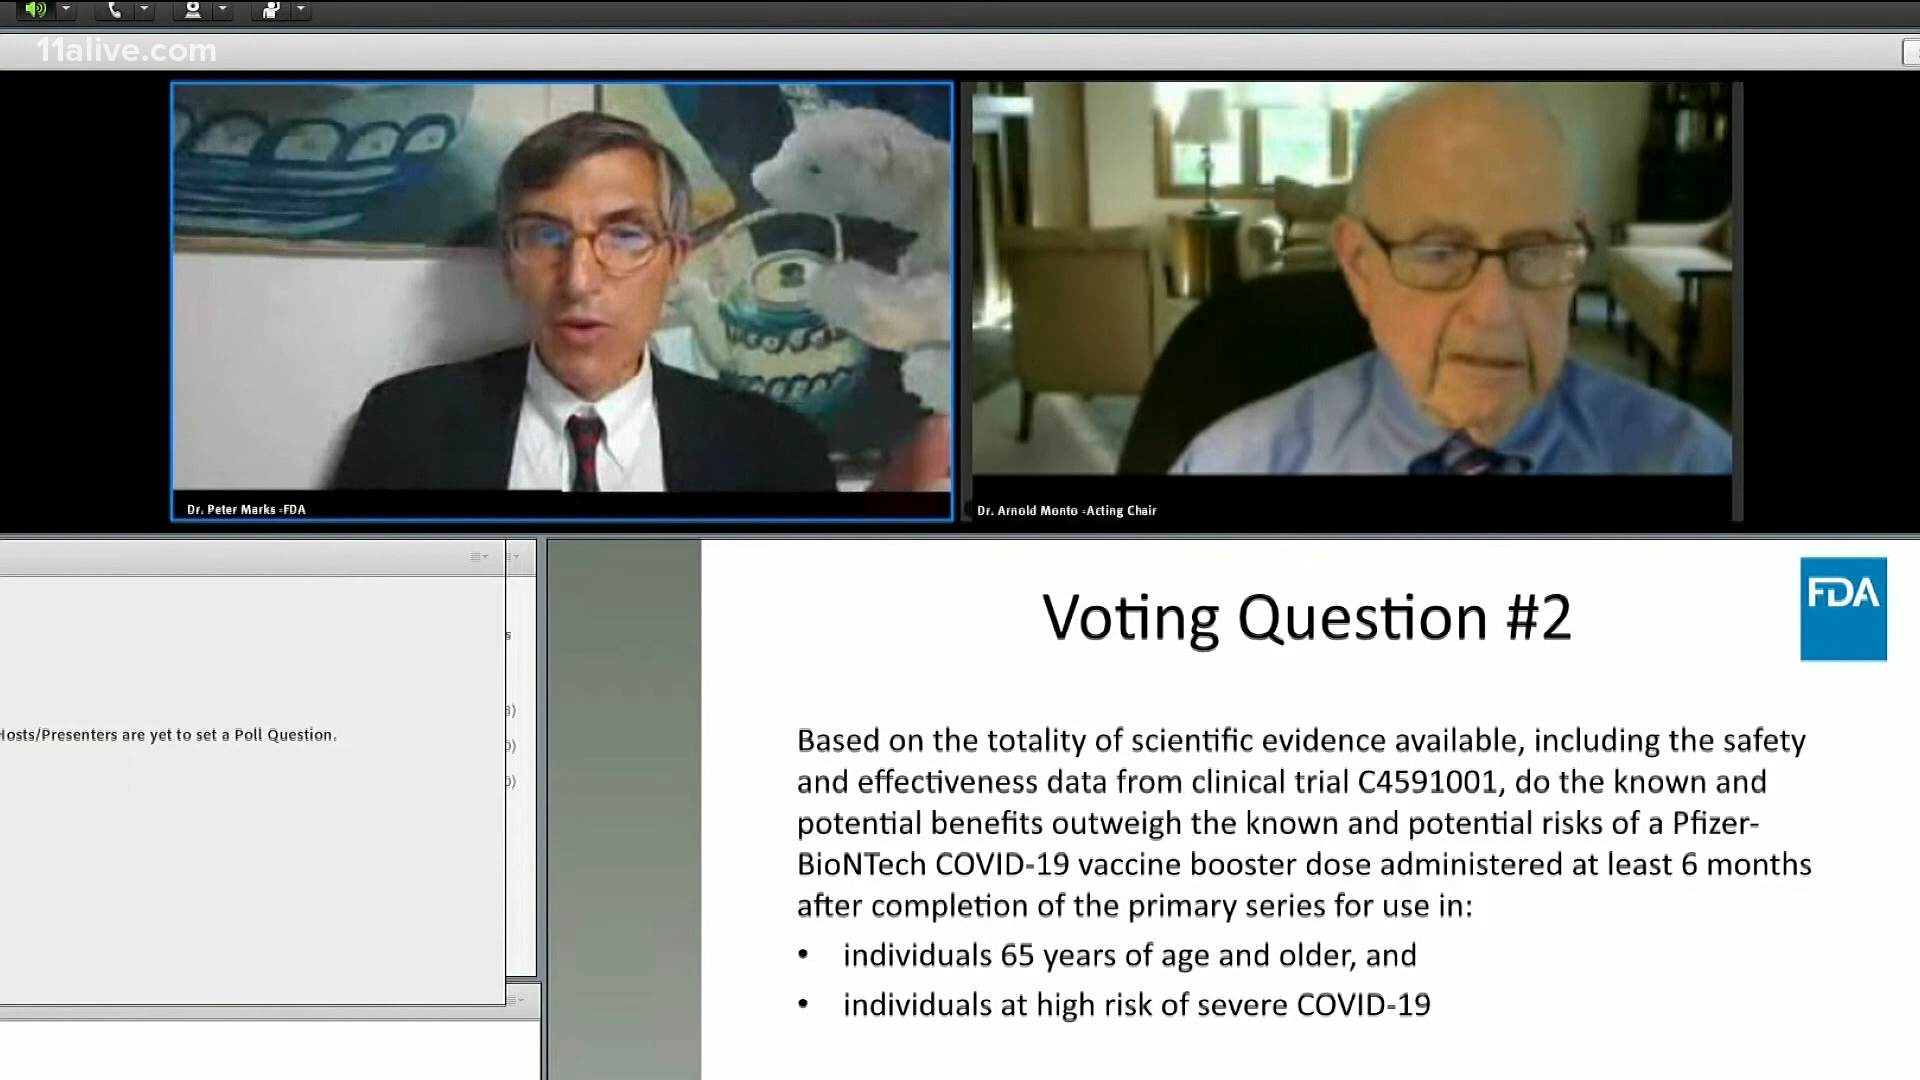 11alive.com
Dr. Peter Marks -FDA
Dr. Arnold Monto -Acting Chair
Hosts/Presenters are yet to set a Poll Question.
FDA
Voting Question #2
Based on the totality of scientific evidence available, including the safety
and effectiveness data from clinical trial C4591001, do the known and
potential benefits outweigh the known and potential risks of a Pfizer-
BioNTech COVID-19 vaccine booster dose administered at least 6 months
after completion of the primary series for use in:
• individuals 65 years of age and older, and
• individuals at high risk of severe COVID-19